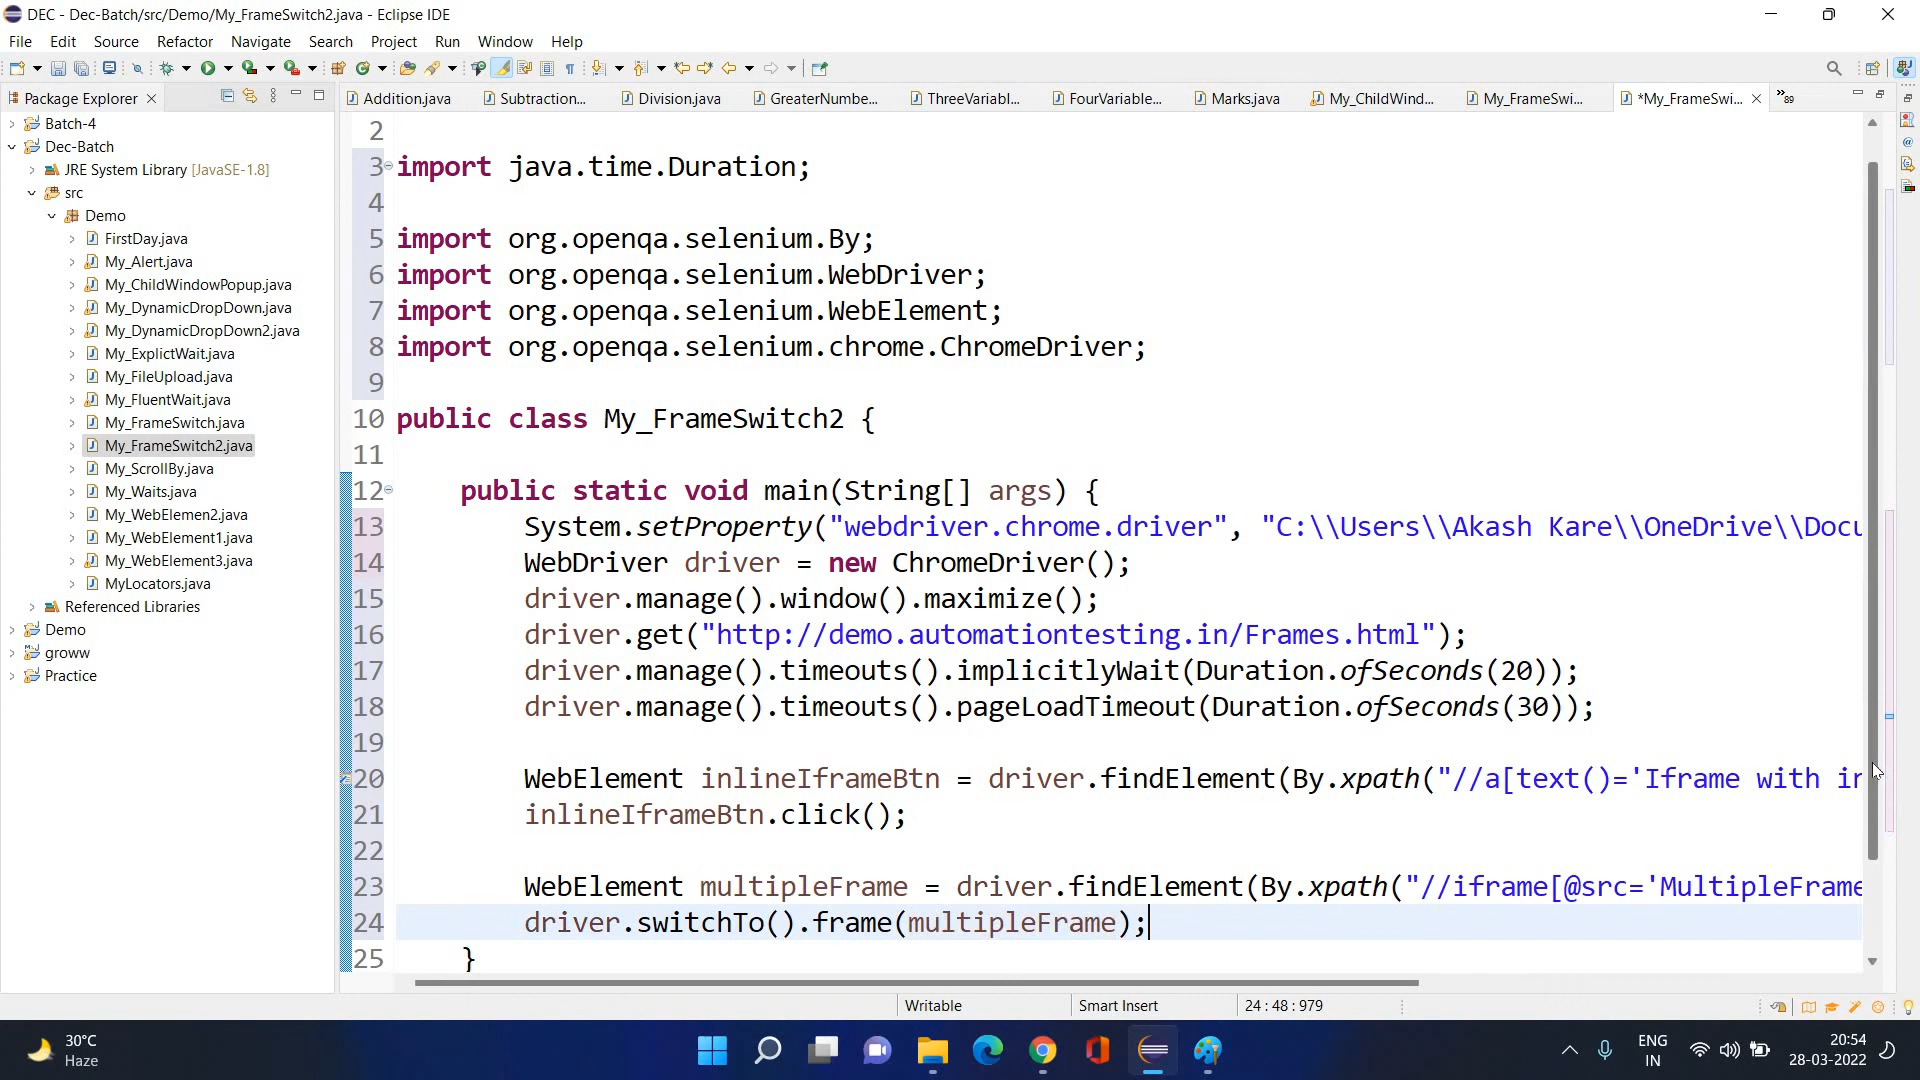 DEC - Dec-Batch/src/Demo/My_FrameSwitch2.java - Eclipse IDE
File Edit Source Refactor Navigate Search Project Run Window Help
Package Explorer
Addition.java Subtraction... Division.java GreaterNumbe... ThreeVariabl... FourVariable... Marks.java My_ChildWind... My_FrameSwi... *My_FrameSwi... »89
Batch-4
Dec-Batch
JRE System Library [JavaSE-1.8]
src
Demo
FirstDay.java
My_Alert.java
My_ChildWindowPopup.java
My_DynamicDropDown.java
My_DynamicDropDown2.java
My_ExplictWait.java
My_FileUpload.java
My_FluentWait.java
My_FrameSwitch.java
My_FrameSwitch2.java
My_ScrollBy.java
My_Waits.java
My_WebElemen2.java
My_WebElement1.java
My_WebElement3.java
MyLocators.java
Referenced Libraries
Demo
groww
Practice
2
3 import java.time.Duration;
4
5 import org.openqa.selenium.By;
6 import org.openqa.selenium.WebDriver;
7 import org.openqa.selenium.WebElement;
8 import org.openqa.selenium.chrome.ChromeDriver;
9
10 public class My_FrameSwitch2 {
11
12 public static void main(String[] args) {
13 System.setProperty("webdriver.chrome.driver", "C:\\Users\\Akash Kare\\OneDrive\\Docu
14 WebDriver driver = new ChromeDriver();
15 driver.manage().window().maximize();
16 driver.get("http://demo.automationtesting.in/Frames.html");
17 driver.manage().timeouts().implicitlyWait(Duration.ofSeconds(20));
18 driver.manage().timeouts().pageLoadTimeout(Duration.ofSeconds(30));
19
20 WebElement inlineIframeBtn = driver.findElement(By.xpath("//a[text()='Iframe with in
21 inlineIframeBtn.click();
22
23 WebElement multipleFrame = driver.findElement(By.xpath("//iframe[@src='MultipleFrame
24 driver.switchTo().frame(multipleFrame);
25 }
Writable Smart Insert 24 : 48 : 979
30°C
Haze
ENG
IN
20:54
28-03-2022